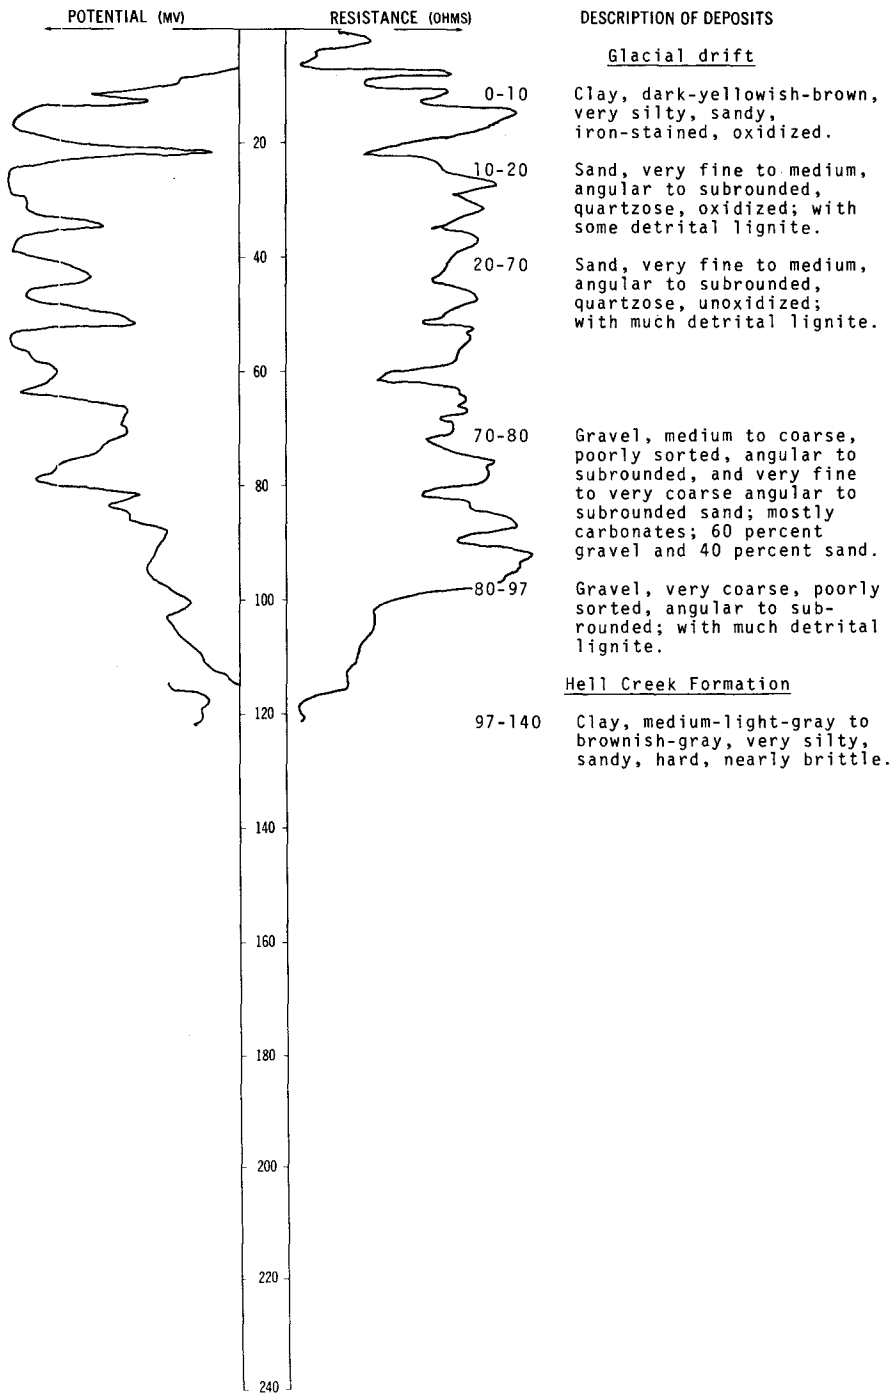 POTENTIAL (MV)
RESISTANCE (OHMS)
DESCRIPTION OF DEPOSITS
Glacial drift
0-10 Clay, dark-yellowish-brown,
very silty, sandy,
iron-stained, oxidized.
20
10-20 Sand, very fine to medium,
angular to subrounded,
quartzose, oxidized; with
some detrital lignite.
40
20-70 Sand, very fine to medium,
angular to subrounded,
quartzose, unoxidized;
with much detrital lignite.
60
70-80 Gravel, medium to coarse,
poorly sorted, angular to
subrounded, and very fine
80
to very coarse angular to
subrounded sand; mostly
carbonates; 60 percent
gravel and 40 percent sand.
100
80-97 Gravel, very coarse, poorly
sorted, angular to sub-
rounded; with much detrital
lignite.
Hell Creek Formation
120
97-140 Clay, medium-light-gray to
brownish-gray, very silty,
sandy, hard, nearly brittle.
140
160
180
200
220
240